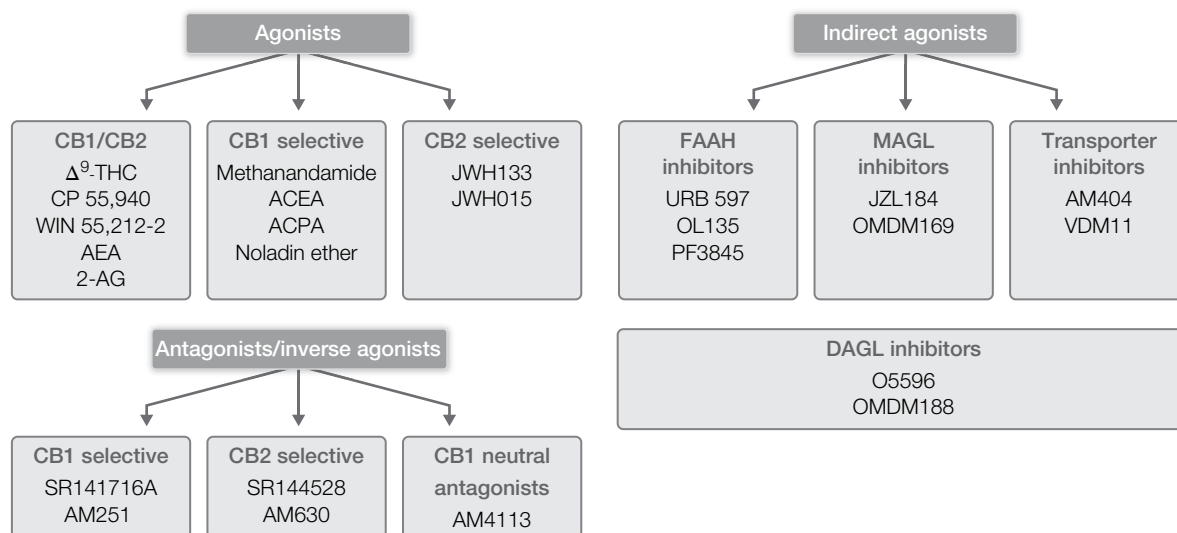 Agonists
CB1/CB2
Δ⁹-THC
CP 55,940
WIN 55,212-2
AEA
2-AG
CB1 selective
Methanandamide
ACEA
ACPA
Noladin ether
CB2 selective
JWH133
JWH015
Indirect agonists
FAAH
inhibitors
URB 597
OL135
PF3845
MAGL
inhibitors
JZL184
OMDM169
Transporter
inhibitors
AM404
VDM11
Antagonists/inverse agonists
CB1 selective
SR141716A
AM251
CB2 selective
SR144528
AM630
CB1 neutral
antagonists
AM4113
DAGL inhibitors
O5596
OMDM188